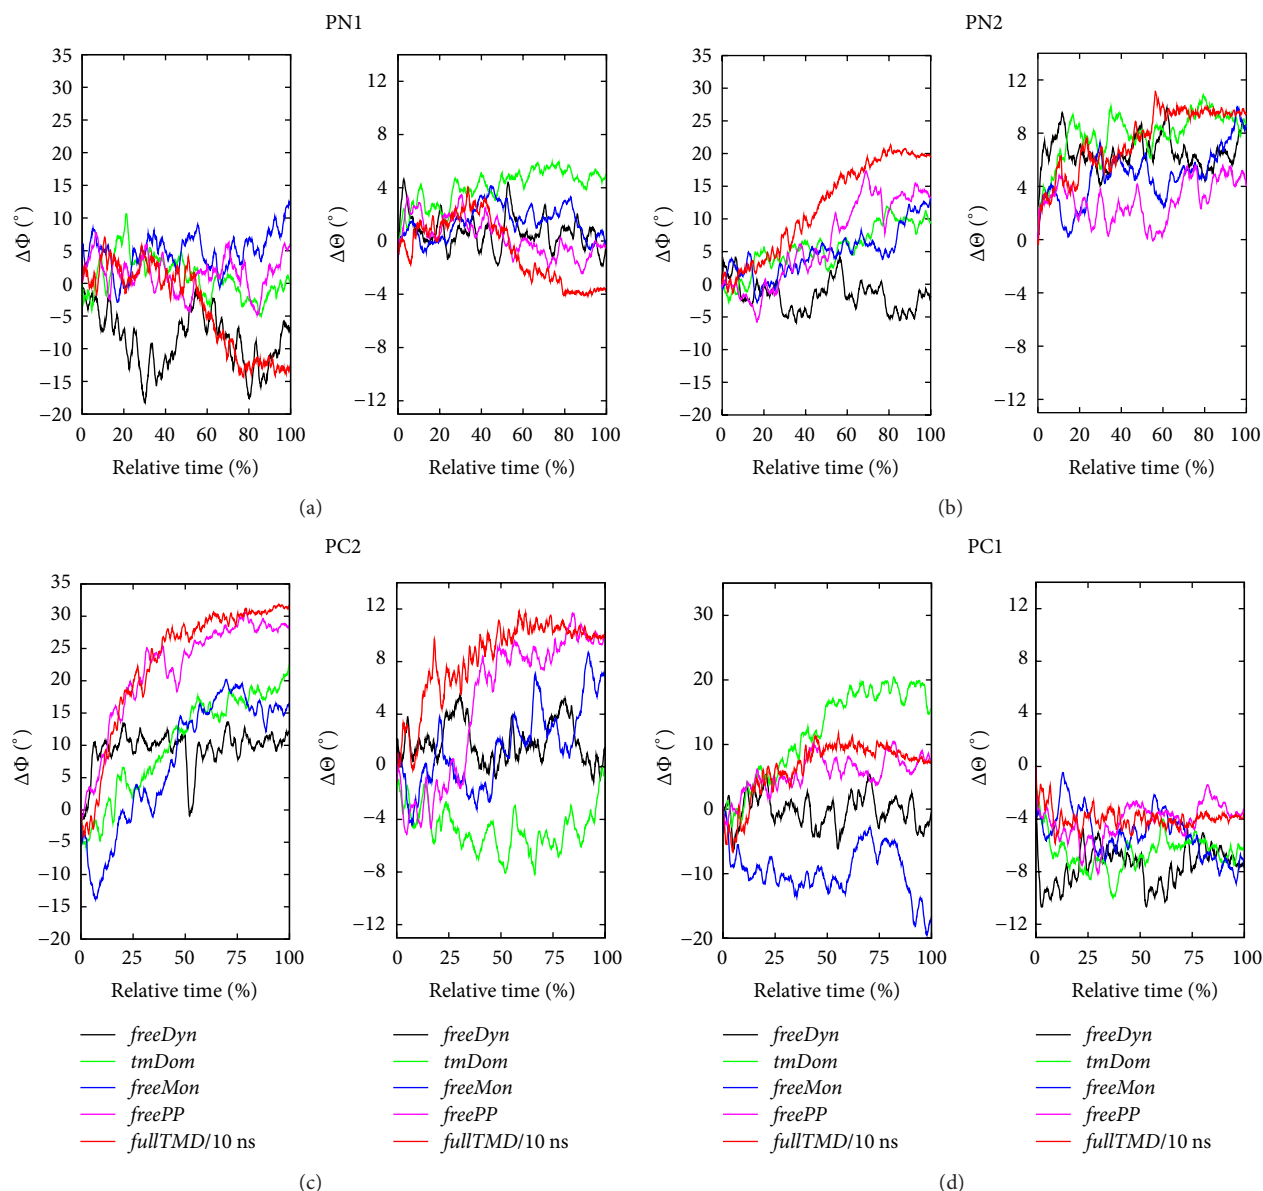 PN1
PN2
35
30
25
20
15
10
5
0
−5
−10
−15
−20
ΔΦ (°)
0 20 40 60 80 100
Relative time (%)
12
8
4
0
−4
−8
−12
ΔΘ (°)
0 20 40 60 80 100
Relative time (%)
(a)
35
30
25
20
15
10
5
0
−5
−10
−15
−20
ΔΦ (°)
0 20 40 60 80 100
Relative time (%)
12
8
4
0
−4
−8
−12
ΔΘ (°)
0 20 40 60 80 100
Relative time (%)
(b)
PC2
PC1
35
30
25
20
15
10
5
0
−5
−10
−15
−20
ΔΦ (°)
0 25 50 75 100
Relative time (%)
12
8
4
0
−4
−8
−12
ΔΘ (°)
0 25 50 75 100
Relative time (%)
30
20
10
0
−10
−20
ΔΦ (°)
0 25 50 75 100
Relative time (%)
12
8
4
0
−4
−8
−12
ΔΘ (°)
0 25 50 75 100
Relative time (%)
freeDyn
tmDom
freeMon
freePP
fullTMD/10 ns
freeDyn
tmDom
freeMon
freePP
fullTMD/10 ns
(c)
freeDyn
tmDom
freeMon
freePP
fullTMD/10 ns
freeDyn
tmDom
freeMon
freePP
fullTMD/10 ns
(d)